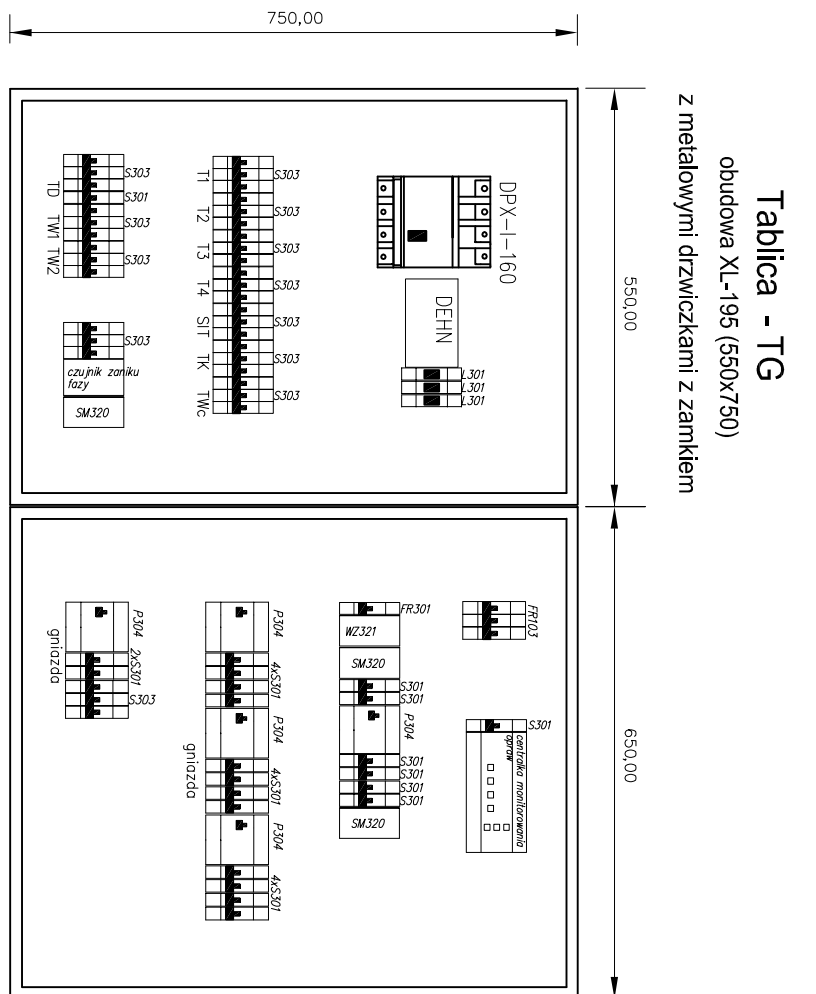 Tablica - TG
obudowa XL-195 (550x750)
z metalowymi drzwiczkami z zamkiem
750,00
550,00
650,00
DPX-I-160
DEHN
L301
L301
L301
S303
S303
S303
S303
S303
S303
S303
T1
T2
T3
T4
SIT
TK
TWc
S303
S301
S303
S303
TD
TW1
TW2
S303
czujnik zaniku
fazy
SM320
FR103
S301
centralka monitorowania
opraw
FR301
WZ321
SM320
S301
S301
P304
S301
S301
S301
S301
SM320
P304
4xS301
P304
4xS301
P304
4xS301
gniazda
P304
2xS301
S303
gniazda